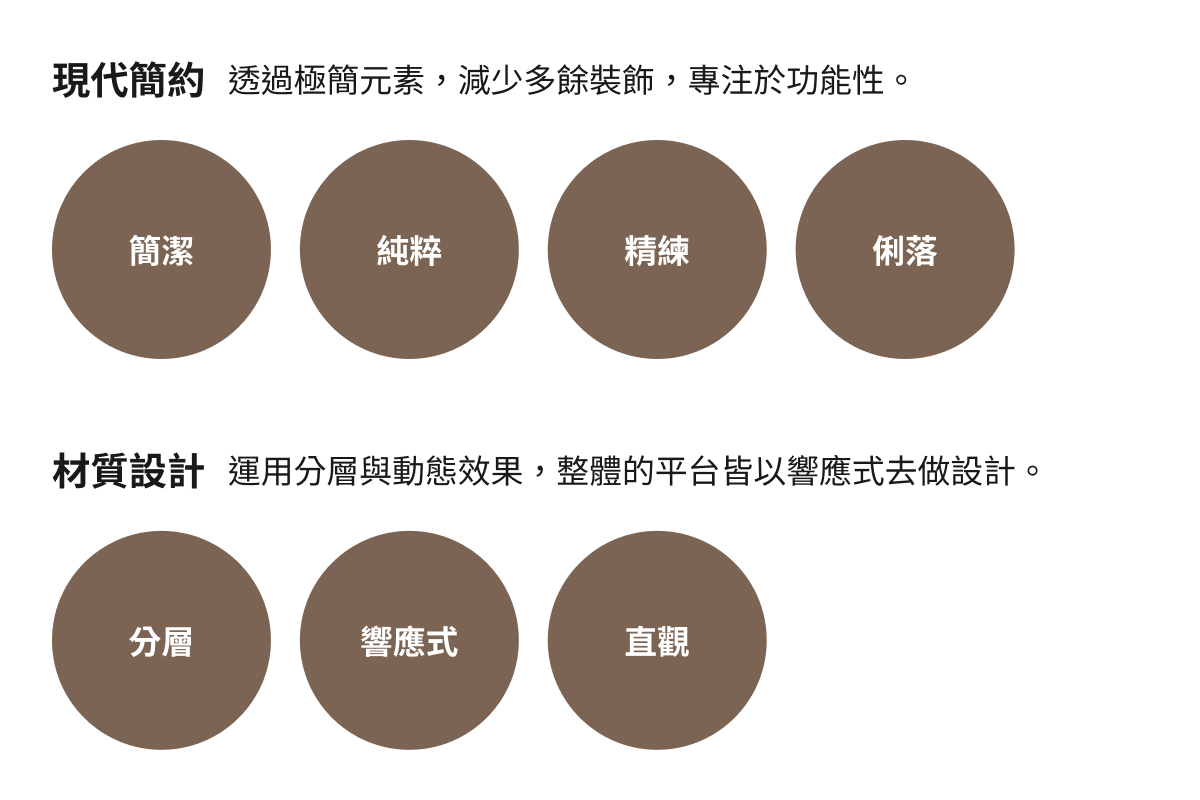 現代簡約 透過極簡元素，減少多餘裝飾，專注於功能性。
簡潔 純粹 精練 俐落
材質設計 運用分層與動態效果，整體的平台皆以響應式去做設計。
分層 響應式 直觀